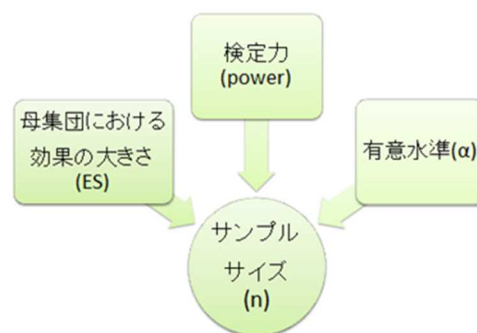 検定力
(power)
母集団における
効果の大きさ
(ES)
有意水準(α)
サンプル
サイズ
(n)